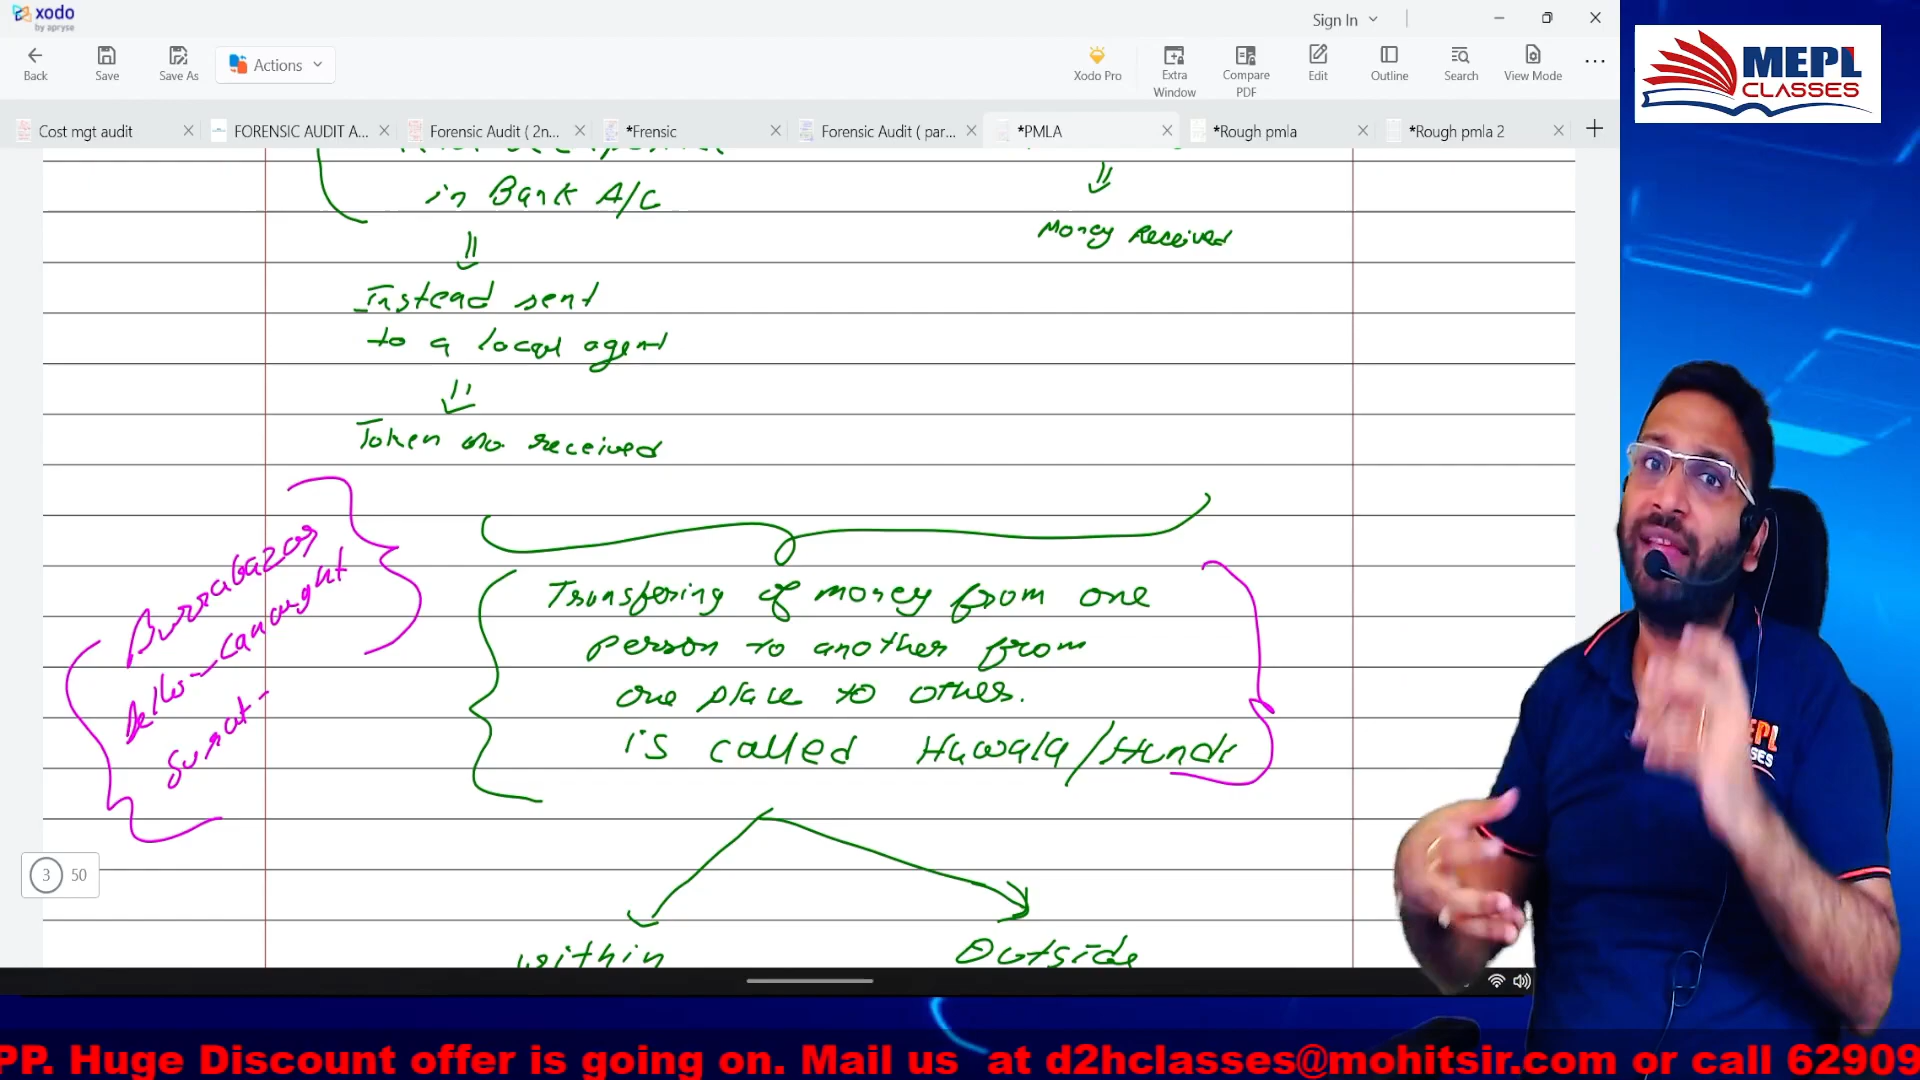 xodo
by apryse
Sign In
Back
Save
Save As
Actions
Xodo Pro
Extra Window
Compare PDF
Edit
Outline
Search
View Mode
Cost mgt audit
FORENSIC AUDIT A...
Forensic Audit ( 2n...
*Frensic
Forensic Audit ( par...
*PMLA
*Rough pmla
*Rough pmla 2
MEPL
CLASSES
in Bank A/C
Money Received
Instead sent
to a local agent
Token No. received
Burrabazar
Surat -
Transfering of money from one
person to another from
one place to other.
is called Hawala/Hundi
within
Outside
3 50
PP. Huge Discount offer is going on. Mail us at d2hclasses@mohitsir.com or call 62909